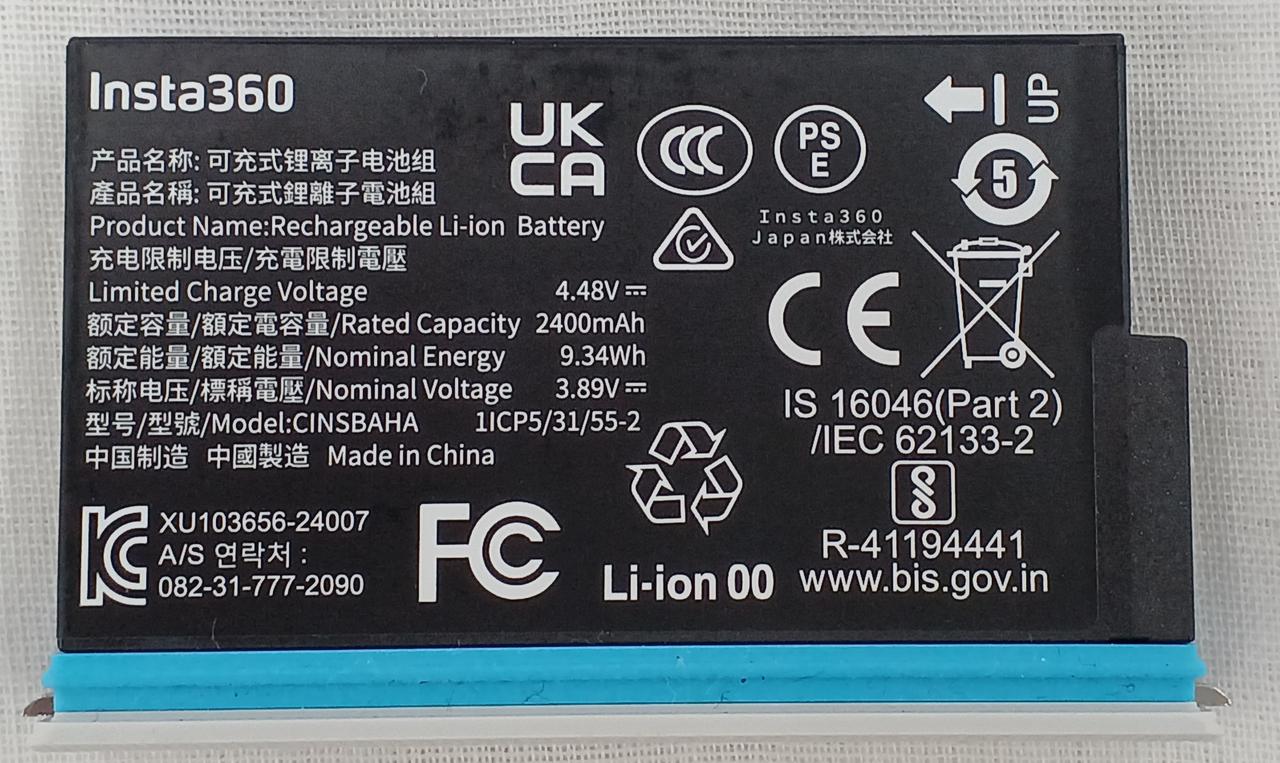 Insta360
产品名称: 可充式锂离子电池组
產品名稱: 可充式鋰離子電池組
Product Name:Rechargeable Li-ion Battery
充电限制电压/充電限制電壓
Limited Charge Voltage 4.48V⎓
额定容量/額定電容量/Rated Capacity 2400mAh
额定能量/額定能量/Nominal Energy 9.34Wh
标称电压/標稱電壓/Nominal Voltage 3.89V⎓
型号/型號/Model:CINSBAHA 1ICP5/31/55-2
中国制造 中國製造 Made in China
KC
XU103656-24007
A/S 연락처 :
082-31-777-2090
FC
UK
CA
CCC
PS
E
Insta360
Japan株式会社
UP
5
CE
IS 16046(Part 2)
/IEC 62133-2
R-41194441
www.bis.gov.in
Li-ion 00